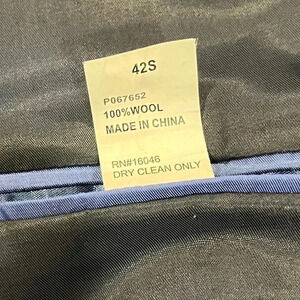 42S
P067652
100%WOOL
MADE IN CHINA
RN#16046
DRY CLEAN ONLY